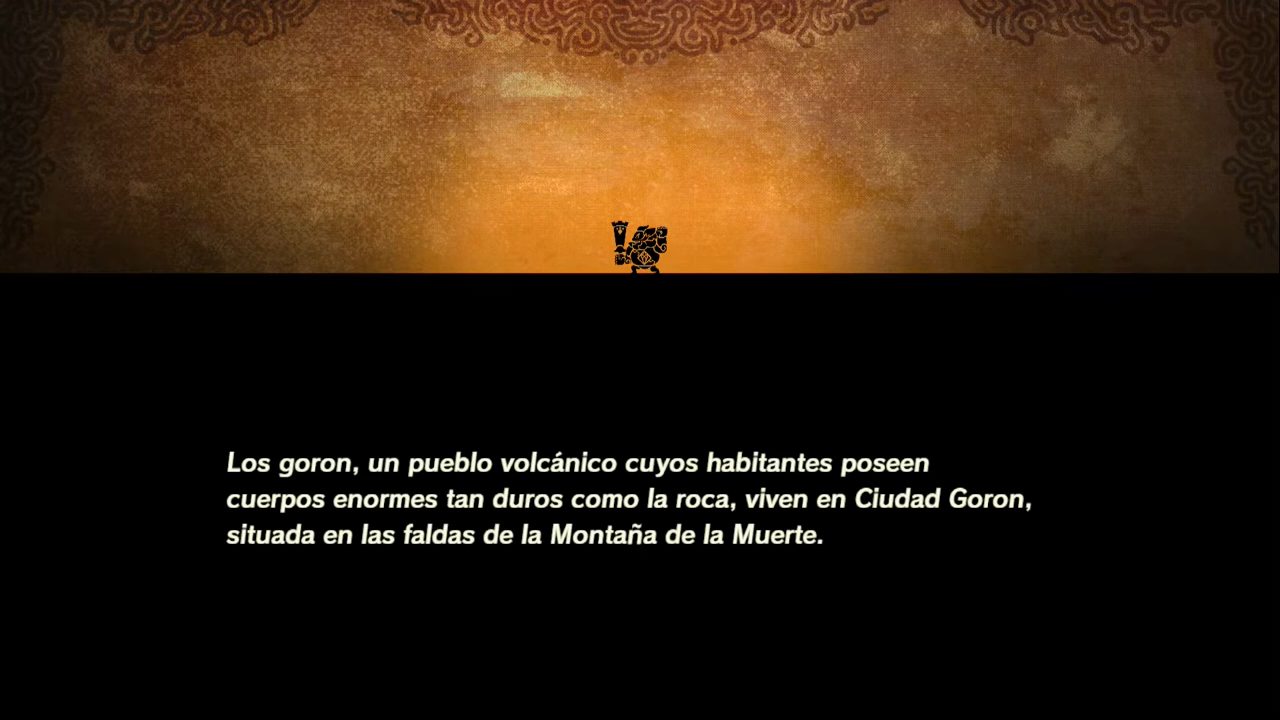 Los goron, un pueblo volcánico cuyos habitantes poseen
cuerpos enormes tan duros como la roca, viven en Ciudad Goron,
situada en las faldas de la Montaña de la Muerte.